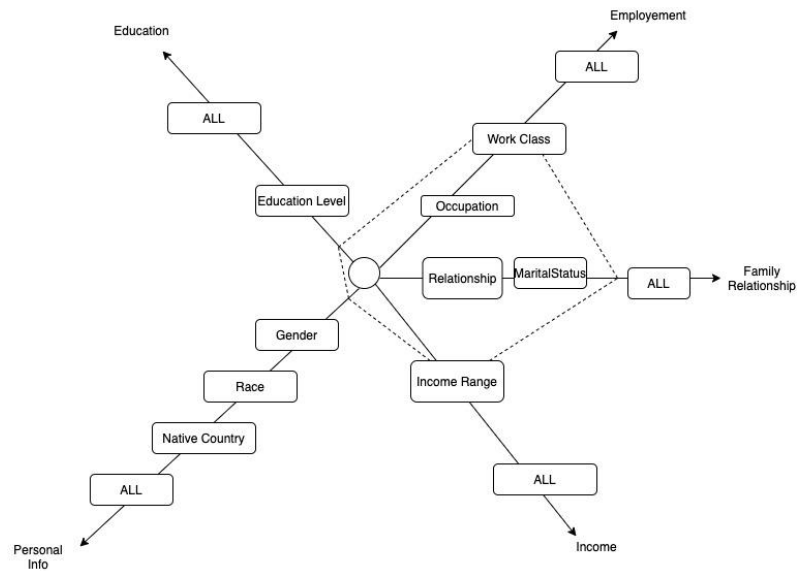 Employement
Education
ALL
ALL
Work Class
Education Level
Occupation
Relationship
MaritalStatus
ALL
Family
Relationship
Gender
Race
Income Range
Native Country
ALL
ALL
Personal
Info
Income